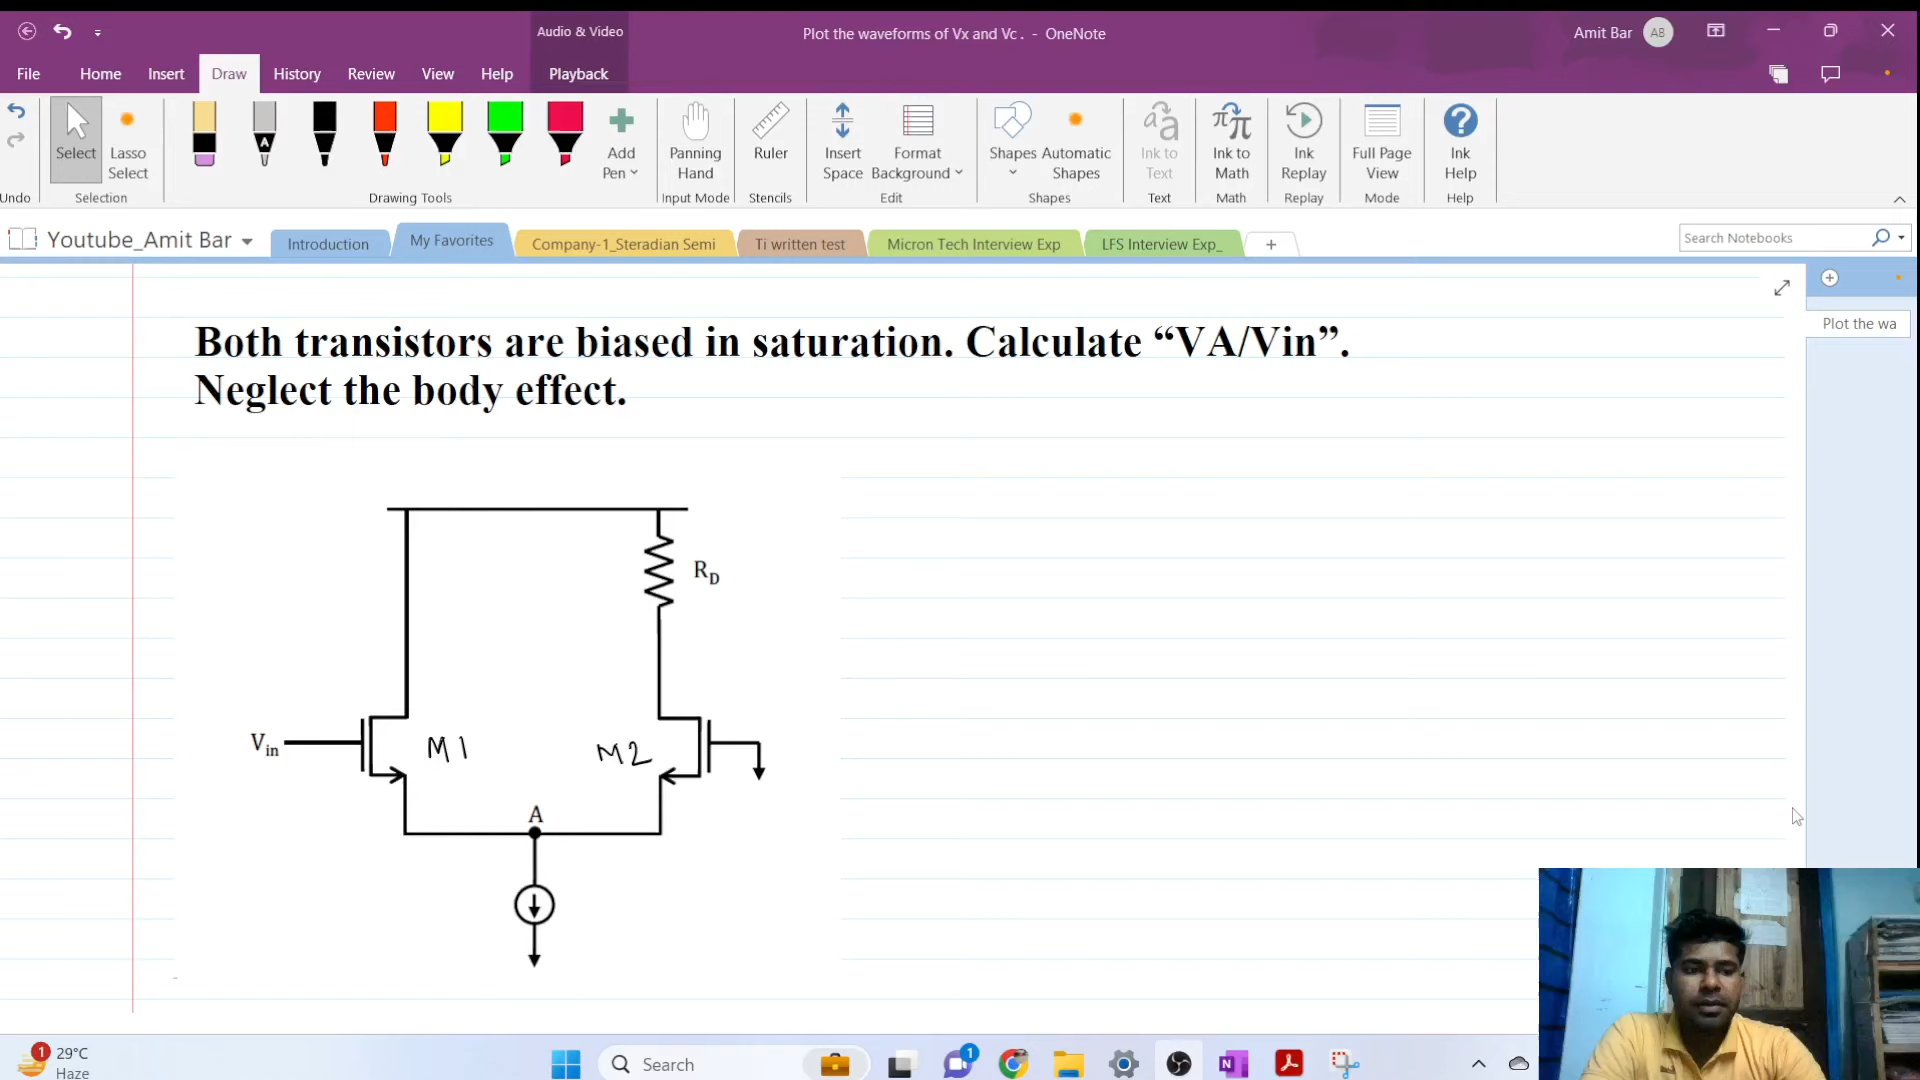 Audio & Video
Plot the waveforms of Vx and Vc . - OneNote
Amit Bar AB
File Home Insert Draw History Review View Help Playback
Select
Lasso Select
Add Pen
Panning Hand
Ruler
Insert Space
Format Background
Shapes
Automatic Shapes
Ink to Text
Ink to Math
Ink Replay
Full Page View
Ink Help
Undo Selection Drawing Tools Input Mode Stencils Edit Shapes Text Math Replay Mode Help
Youtube_Amit Bar Introduction My Favorites Company-1_Steradian Semi Ti written test Micron Tech Interview Exp LFS Interview Exp_ + Search Notebooks
Plot the wa
Both transistors are biased in saturation. Calculate “VA/Vin”.
Neglect the body effect.
RD
Vin
M1
M2
A
1
29°C
Haze
Search
1